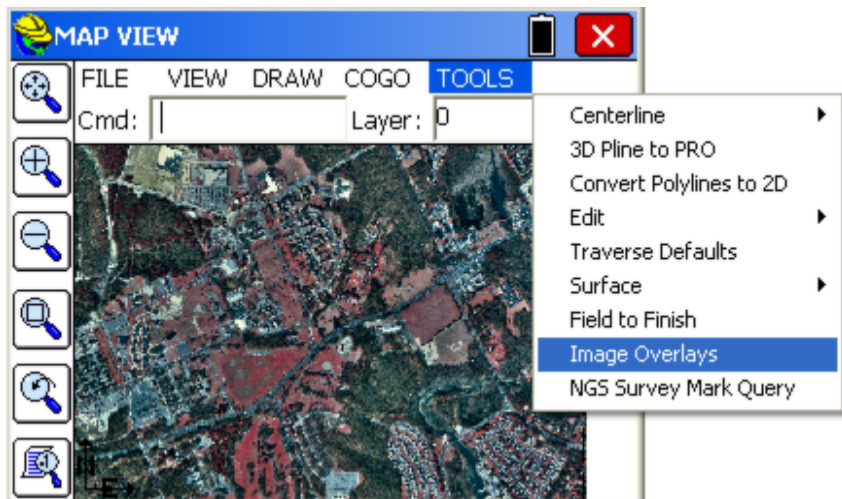 MAP VIEW
FILE VIEW DRAW COGO TOOLS
Cmd: Layer: 0
Centerline
3D Pline to PRO
Convert Polylines to 2D
Edit
Traverse Defaults
Surface
Field to Finish
Image Overlays
NGS Survey Mark Query
N
E